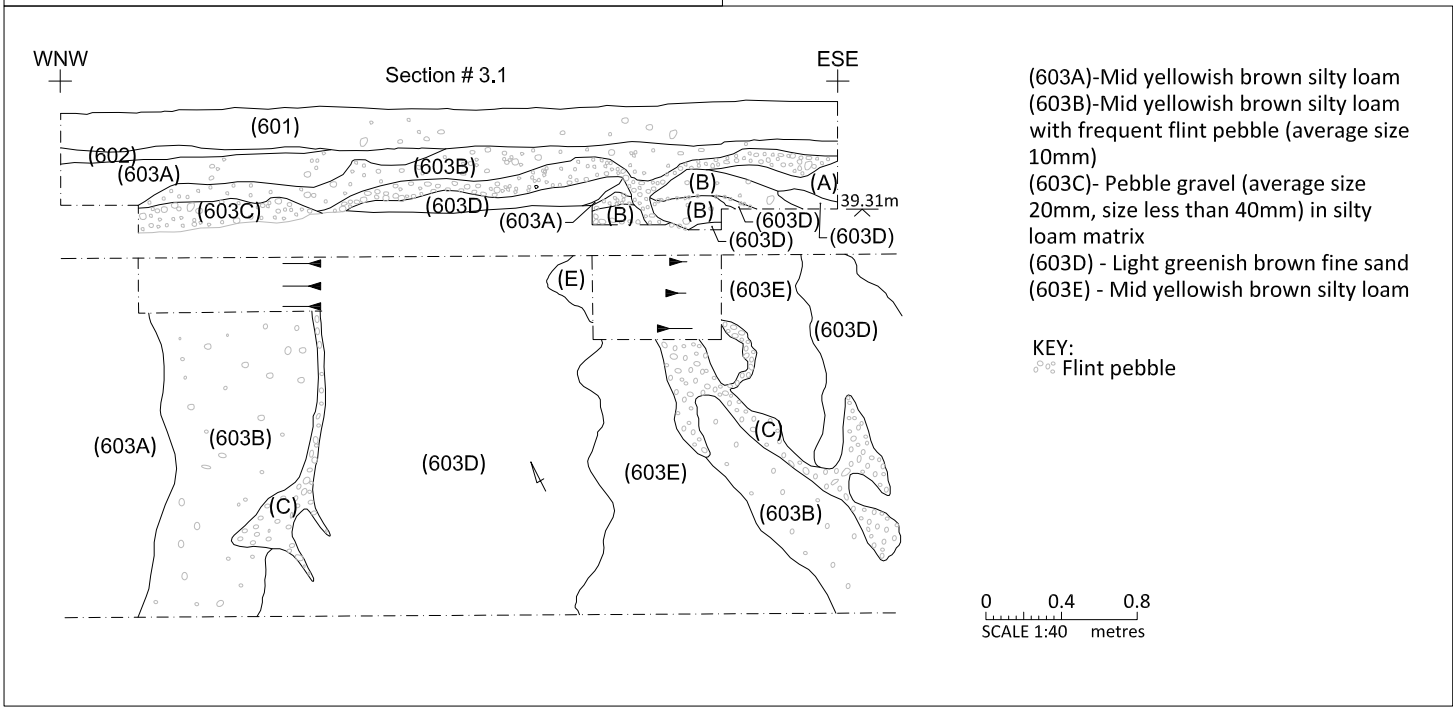 WNW
ESE
Section # 3.1
(601)
(602)
(603A)
(603B)
(603C)
(603D)
(603A)
(B)
(B)
(B)
(A)
39.31m
(603D)
(603D)
(603D)
(E)
(603E)
(603D)
(603A)
(603B)
(C)
(603D)
(603E)
(C)
(603B)
(603A)-Mid yellowish brown silty loam
(603B)-Mid yellowish brown silty loam
with frequent flint pebble (average size
10mm)
(603C)- Pebble gravel (average size
20mm, size less than 40mm) in silty
loam matrix
(603D) - Light greenish brown fine sand
(603E) - Mid yellowish brown silty loam
KEY:
Flint pebble
0 0.4 0.8
SCALE 1:40 metres